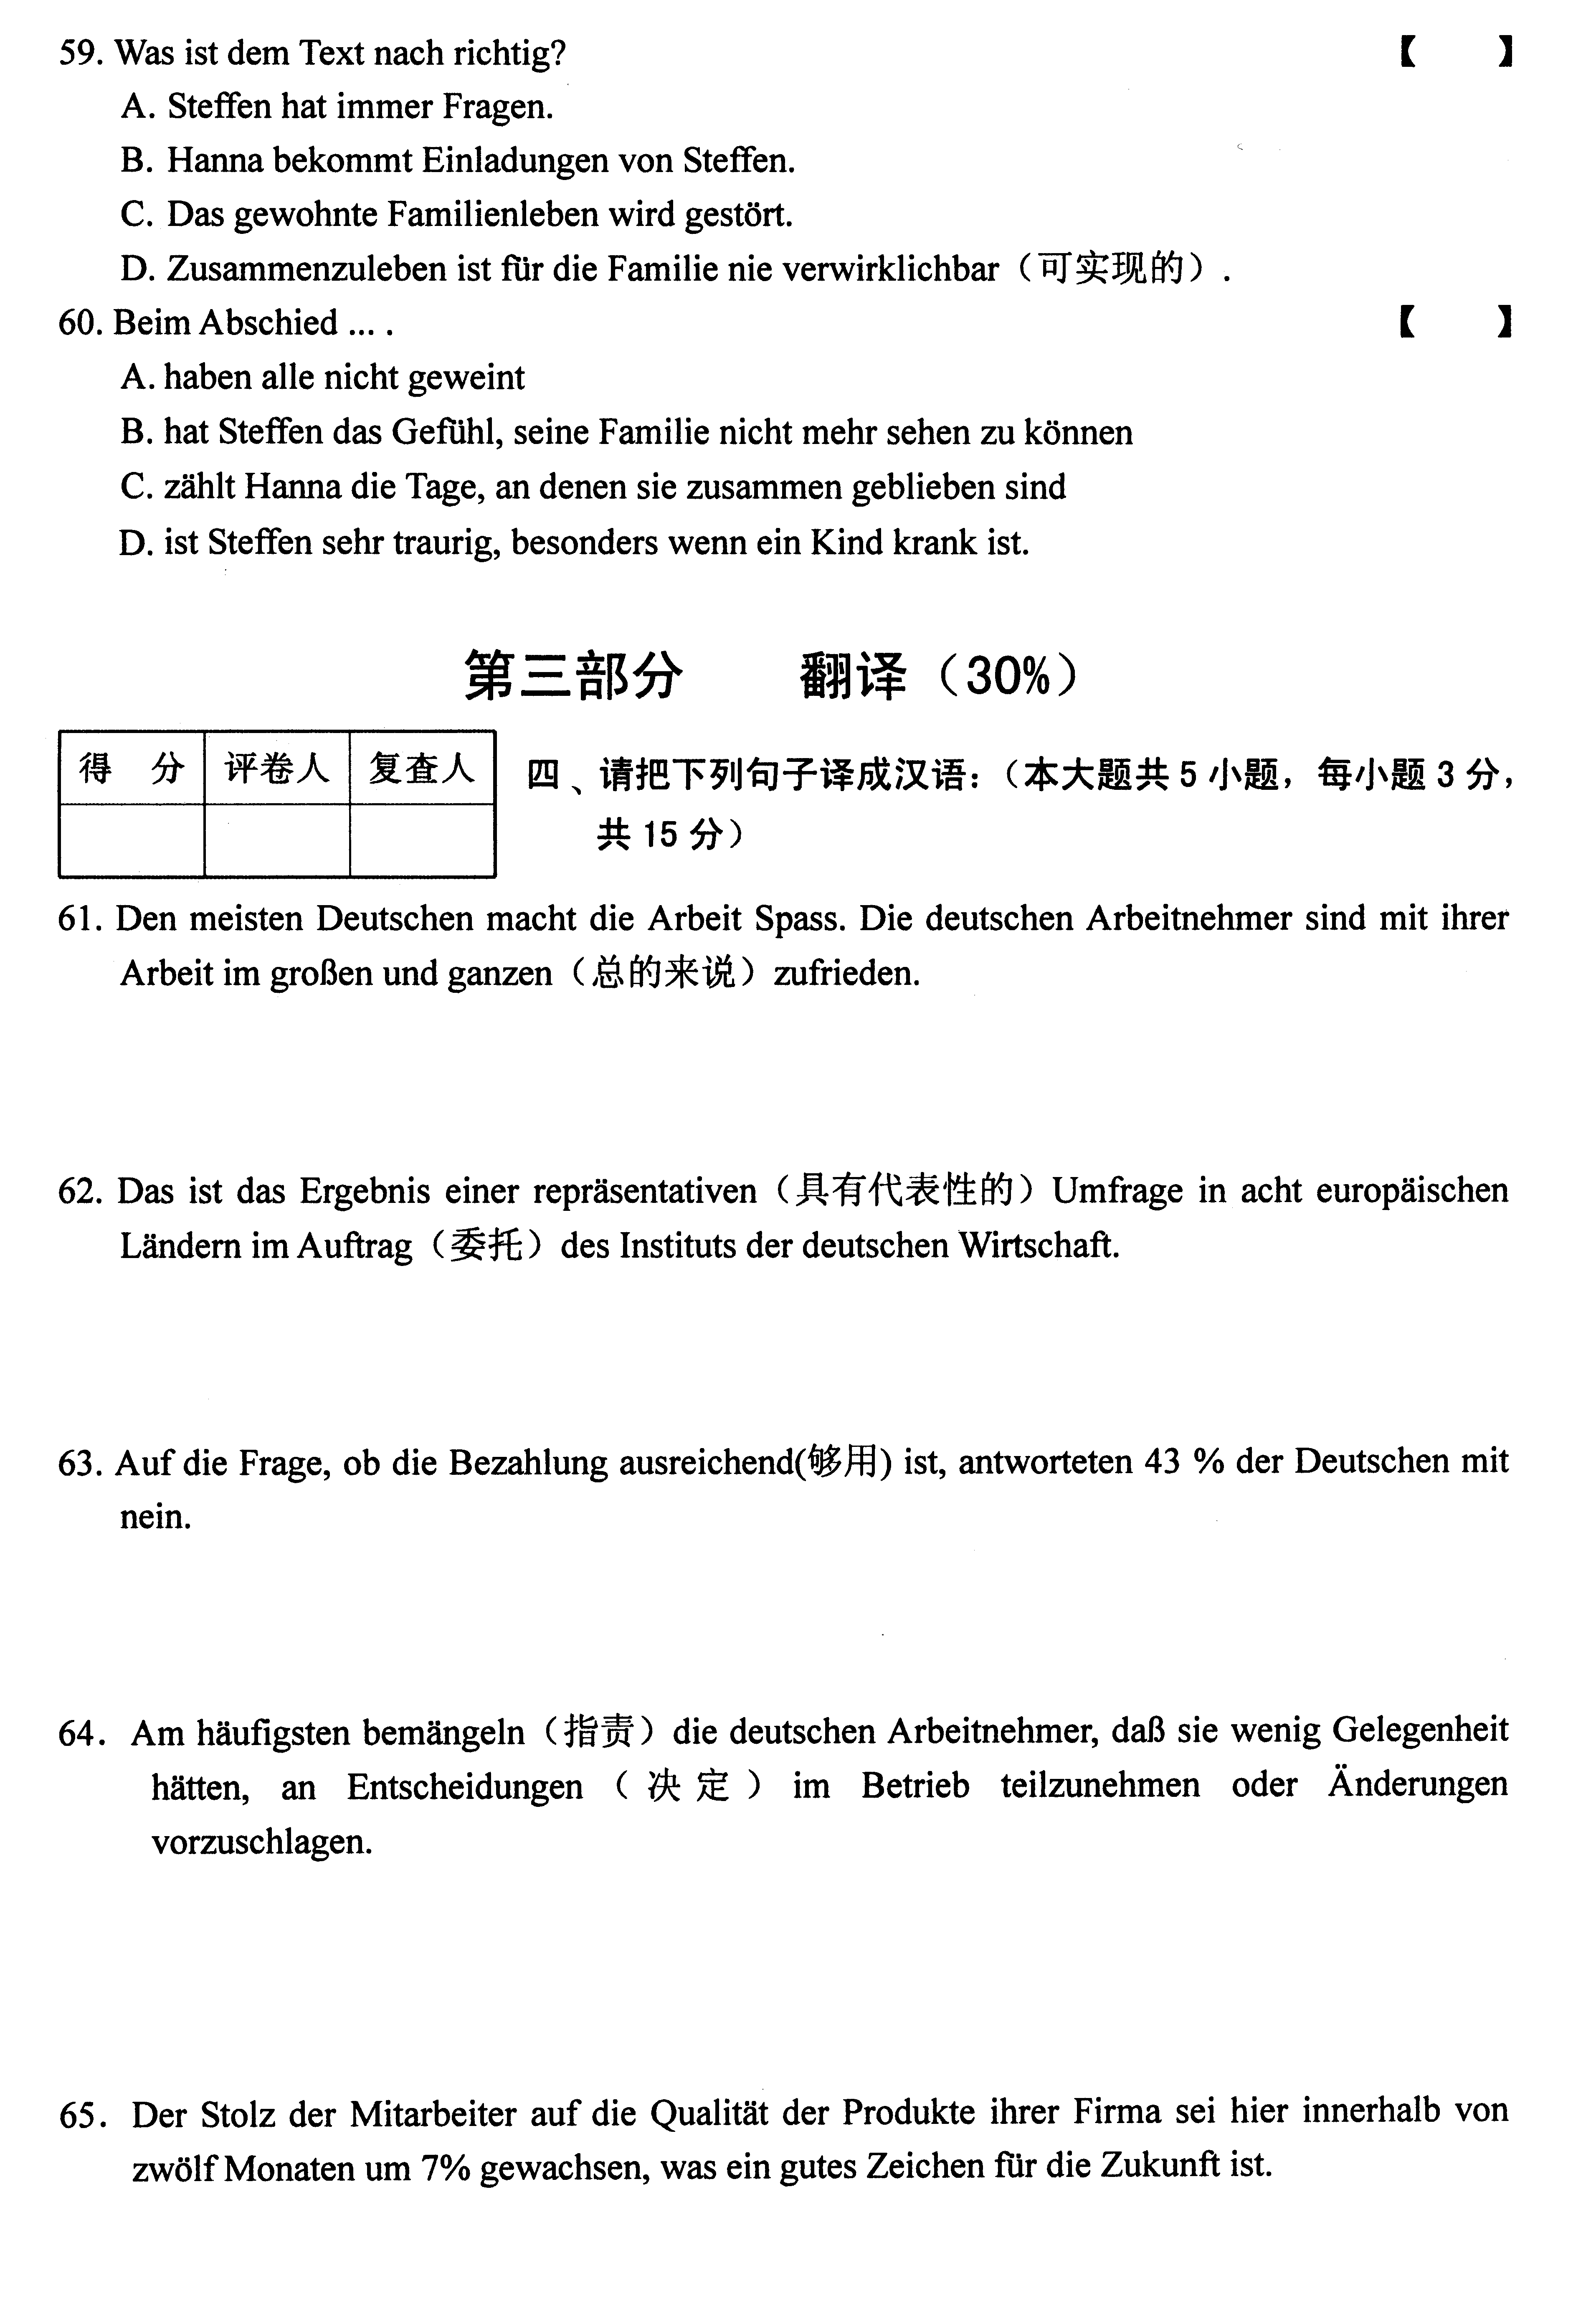 59. Was ist dem Text nach richtig? 【 】
A. Steffen hat immer Fragen.
B. Hanna bekommt Einladungen von Steffen.
C. Das gewohnte Familienleben wird gestört.
D. Zusammenzuleben ist für die Familie nie verwirklichbar（可实现的）.
60. Beim Abschied ... . 【 】
A. haben alle nicht geweint
B. hat Steffen das Gefühl, seine Familie nicht mehr sehen zu können
C. zählt Hanna die Tage, an denen sie zusammen geblieben sind
D. ist Steffen sehr traurig, besonders wenn ein Kind krank ist.
第三部分 翻译（30%）
得 分 评卷人 复查人
四、请把下列句子译成汉语：（本大题共 5 小题，每小题 3 分，
共 15 分）
61. Den meisten Deutschen macht die Arbeit Spass. Die deutschen Arbeitnehmer sind mit ihrer
Arbeit im großen und ganzen（总的来说）zufrieden.
62. Das ist das Ergebnis einer repräsentativen（具有代表性的）Umfrage in acht europäischen
Ländern im Auftrag（委托）des Instituts der deutschen Wirtschaft.
63. Auf die Frage, ob die Bezahlung ausreichend(够用) ist, antworteten 43 % der Deutschen mit
nein.
64. Am häufigsten bemängeln（指责）die deutschen Arbeitnehmer, daß sie wenig Gelegenheit
hätten, an Entscheidungen（决定）im Betrieb teilzunehmen oder Änderungen
vorzuschlagen.
65. Der Stolz der Mitarbeiter auf die Qualität der Produkte ihrer Firma sei hier innerhalb von
zwölf Monaten um 7% gewachsen, was ein gutes Zeichen für die Zukunft ist.